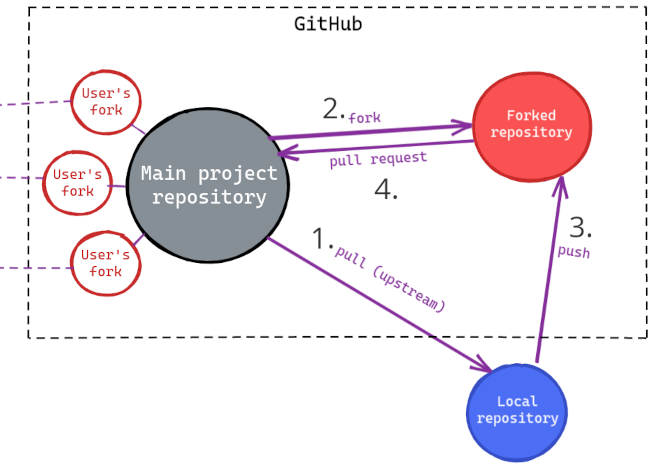 GitHub
User's
fork
2. fork
Forked
repository
Main project
repository
pull request
4.
User's
fork
3.
push
1. pull (upstream)
User's
fork
Local
repository